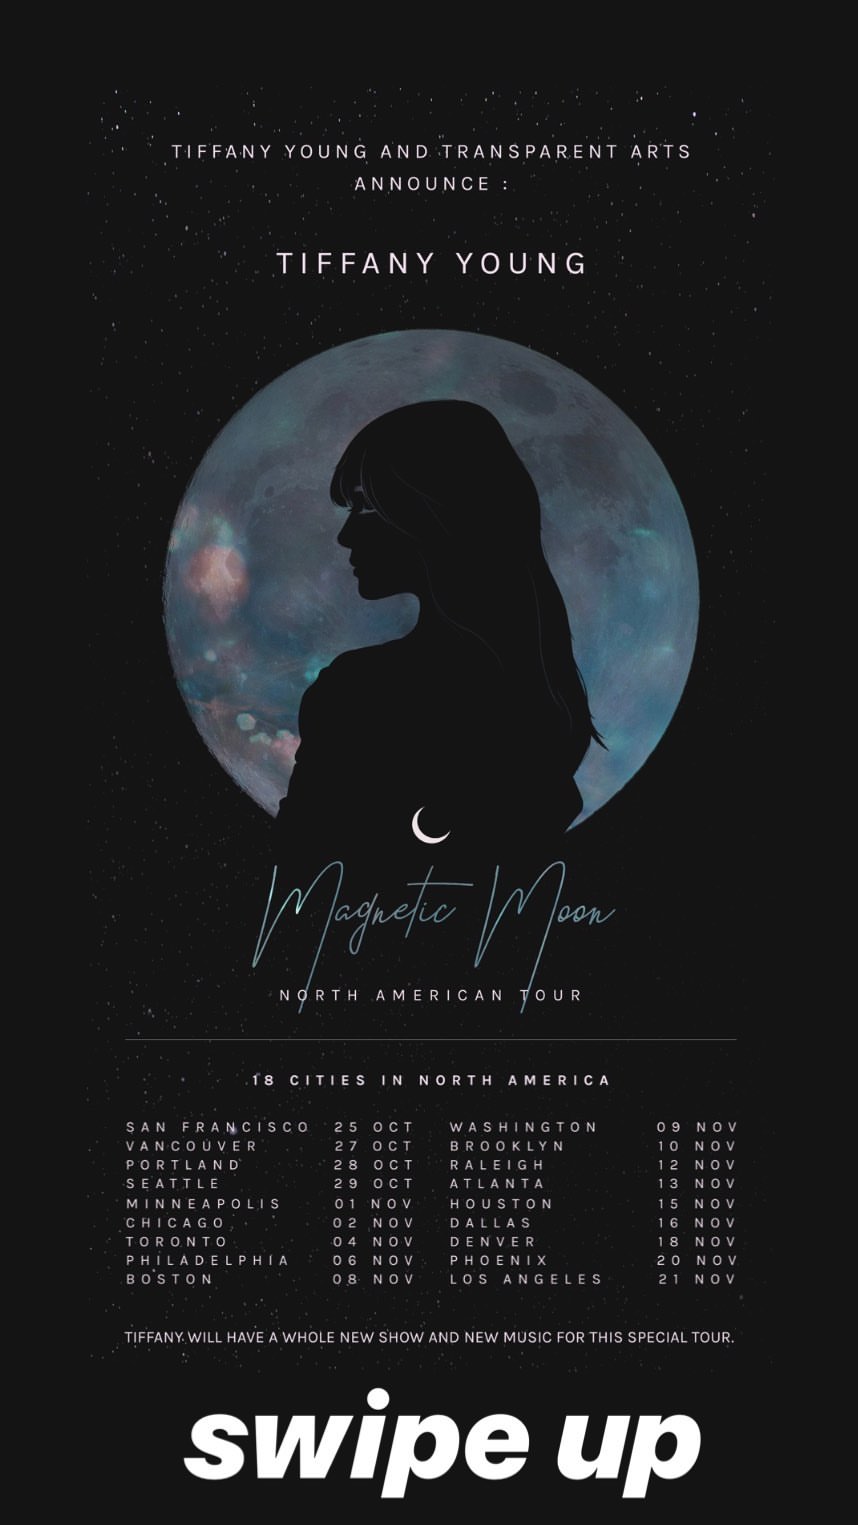 TIFFANY YOUNG AND TRANSPARENT ARTS
ANNOUNCE :
TIFFANY YOUNG
Magnetic Moon
NORTH AMERICAN TOUR
18 CITIES IN NORTH AMERICA
SAN FRANCISCO 25 OCT
VANCOUVER 27 OCT
PORTLAND 28 OCT
SEATTLE 29 OCT
MINNEAPOLIS 01 NOV
CHICAGO 02 NOV
TORONTO 04 NOV
PHILADELPHIA 06 NOV
BOSTON 08 NOV
WASHINGTON 09 NOV
BROOKLYN 10 NOV
RALEIGH 12 NOV
ATLANTA 13 NOV
HOUSTON 15 NOV
DALLAS 16 NOV
DENVER 18 NOV
PHOENIX 20 NOV
LOS ANGELES 21 NOV
TIFFANY WILL HAVE A WHOLE NEW SHOW AND NEW MUSIC FOR THIS SPECIAL TOUR.
swipe up